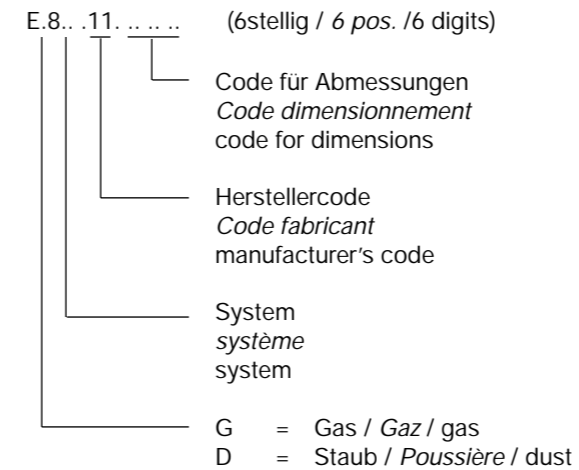 E.8.. .11. .. .. .. (6stellig / 6 pos. /6 digits)
Code für Abmessungen
Code dimensionnement
code for dimensions
Herstellercode
Code fabricant
manufacturer's code
System
système
system
G = Gas / Gaz / gas
D = Staub / Poussière / dust